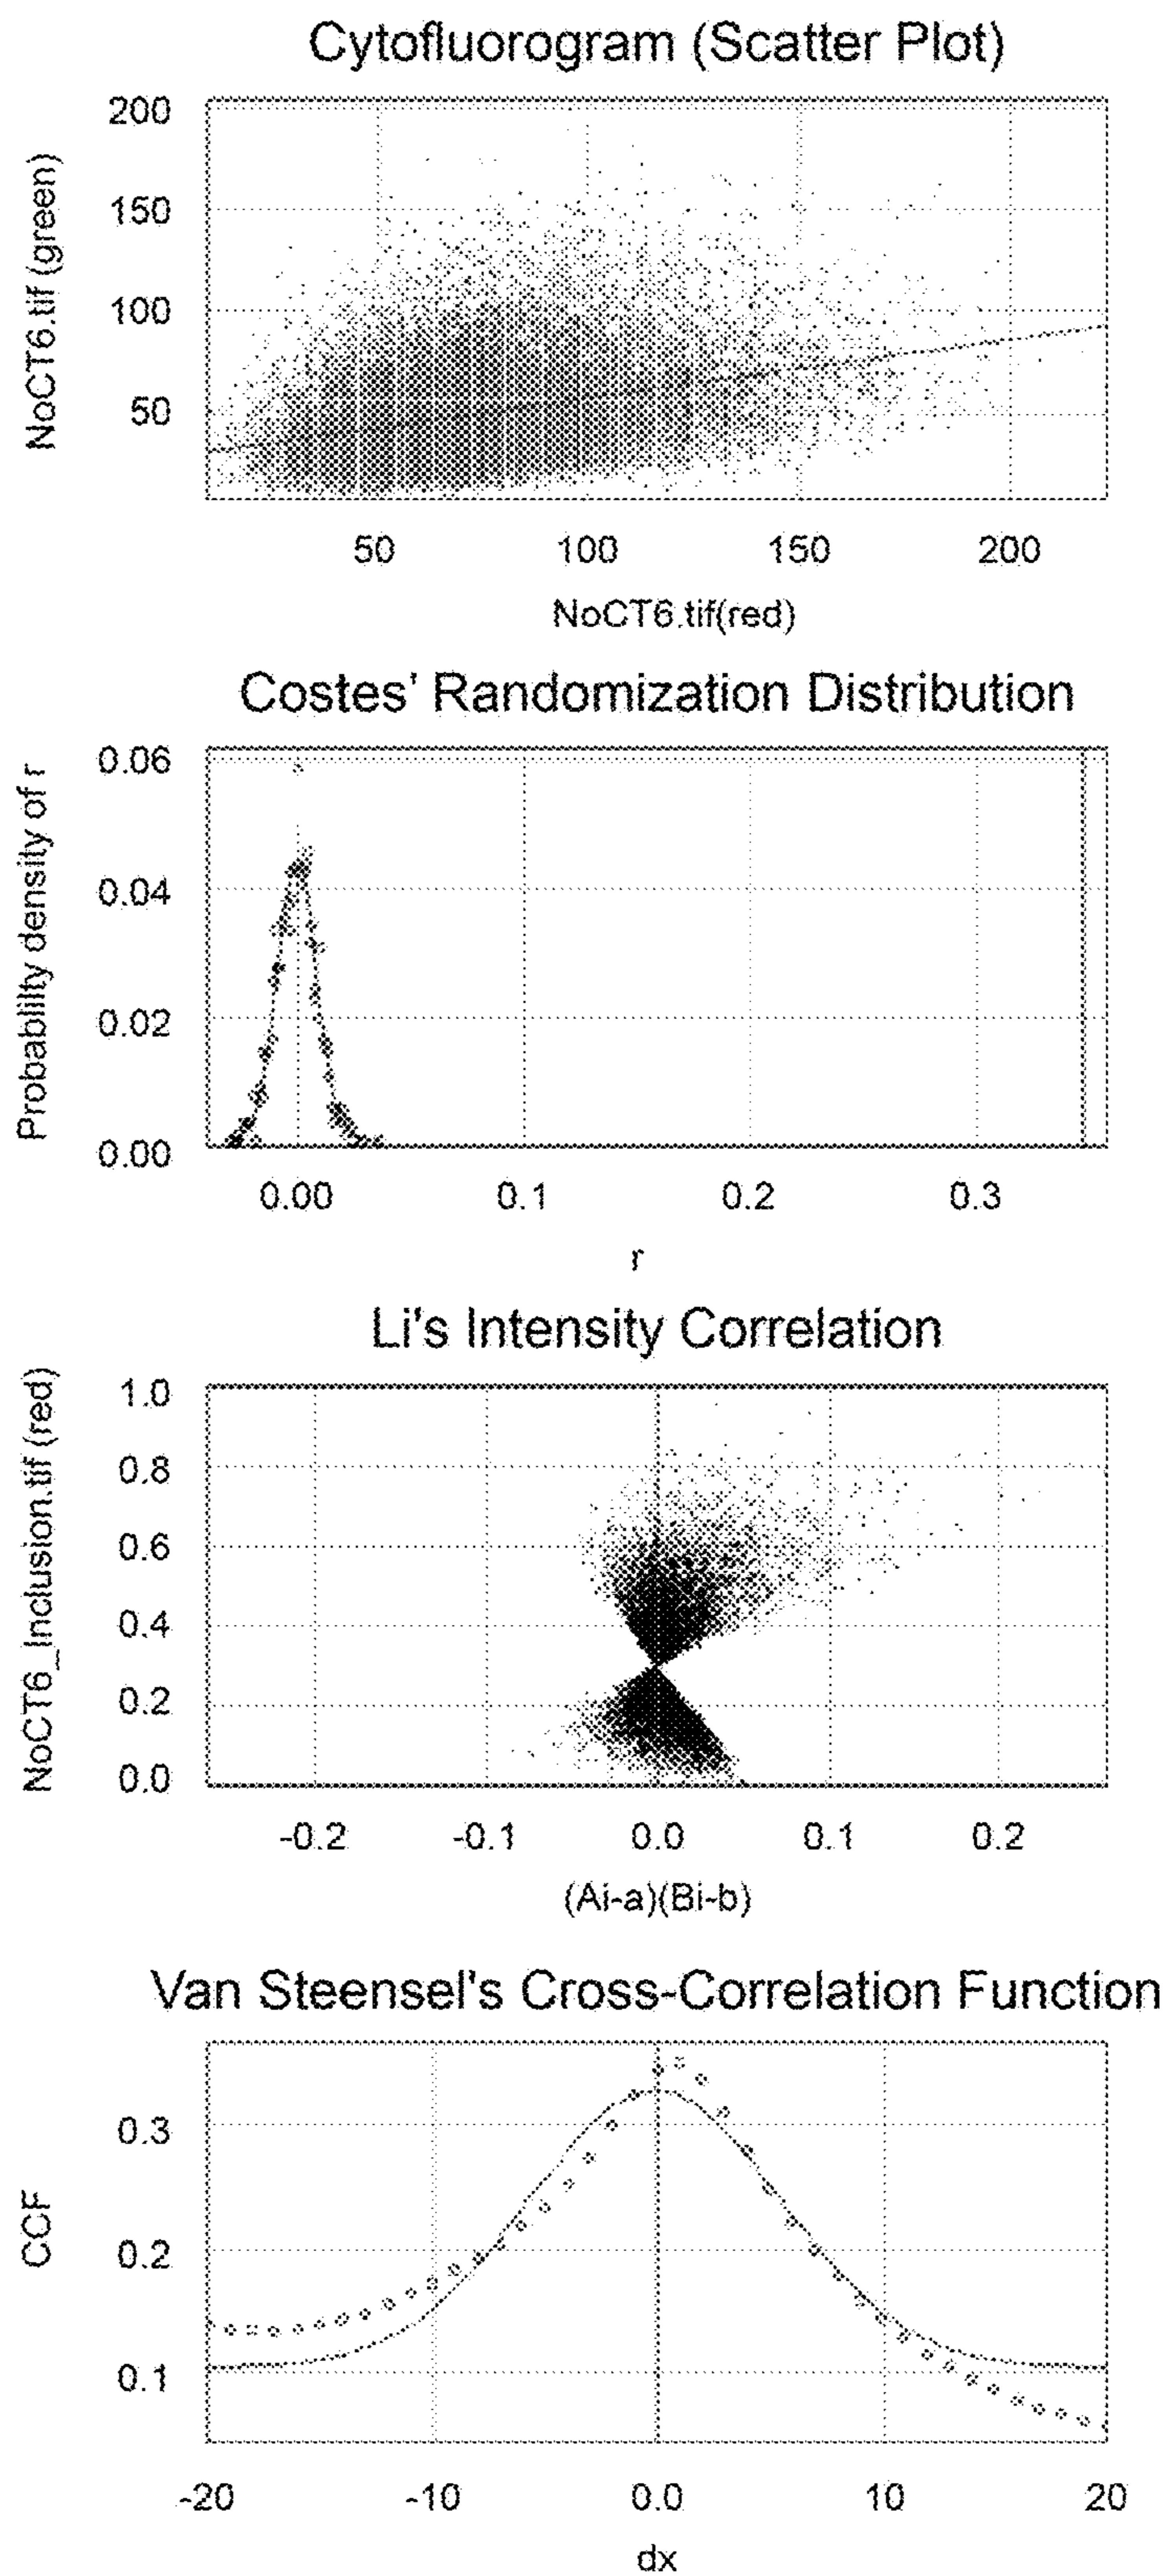 Cytofluorogram (Scatter Plot)
NoCT6.tif (green)
200
150
100
50
50 100 150 200
NoCT6.tif(red)
Costes' Randomization Distribution
Probability density of r
0.06
0.04
0.02
0.00
0.00 0.1 0.2 0.3
r
Li's Intensity Correlation
NoCT6_Inclusion.tif (red)
1.0
0.8
0.6
0.4
0.2
0.0
-0.2 -0.1 0.0 0.1 0.2
(Ai-a)(Bi-b)
Van Steensel's Cross-Correlation Function
CCF
0.3
0.2
0.1
-20 -10 0.0 10 20
dx